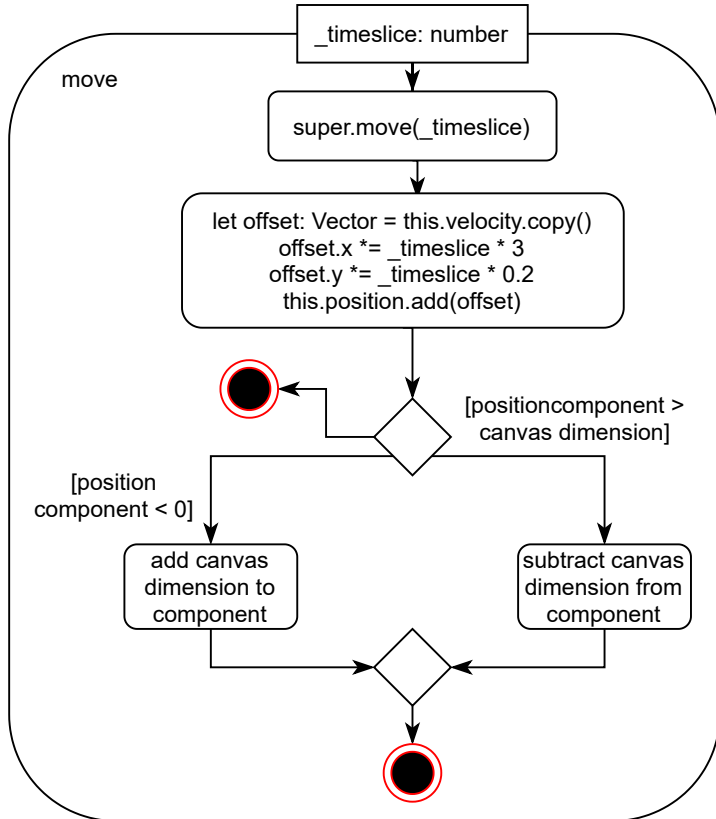 _timeslice: number
move
super.move(_timeslice)
let offset: Vector = this.velocity.copy()
offset.x *= _timeslice * 3
offset.y *= _timeslice * 0.2
this.position.add(offset)
[positioncomponent >
canvas dimension]
[position
component < 0]
add canvas
dimension to
component
subtract canvas
dimension from
component